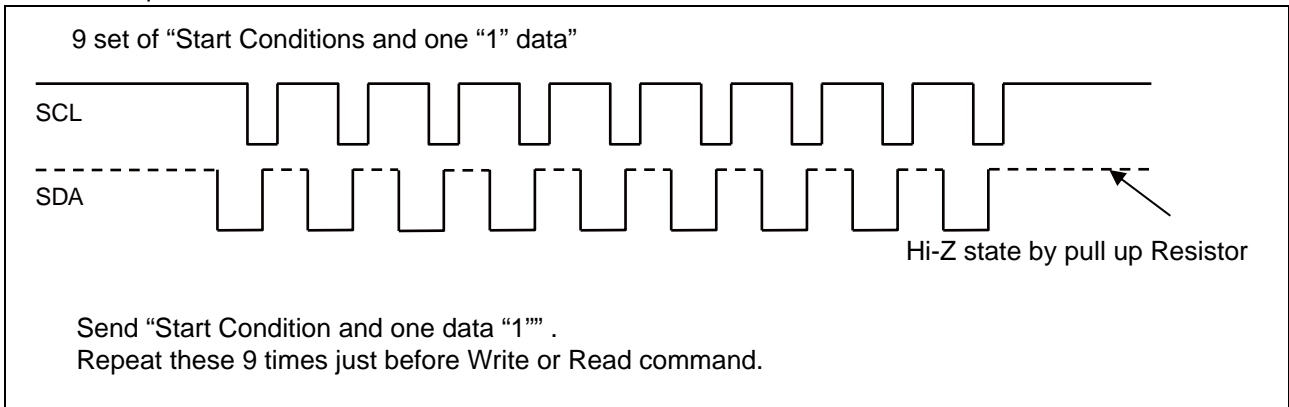 9 set of “Start Conditions and one “1” data”
SCL
SDA
Hi-Z state by pull up Resistor
Send “Start Condition and one data “1”” .
Repeat these 9 times just before Write or Read command.